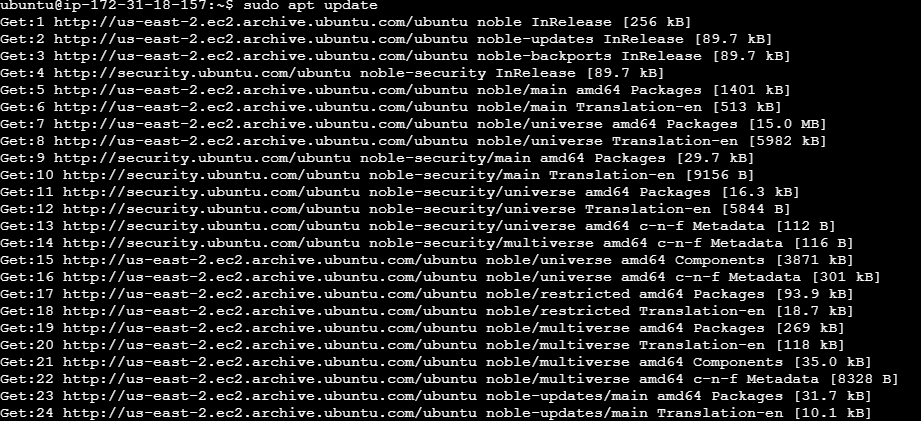 ubuntu@ip-172-31-18-157:~$ sudo apt update
Get:1 http://us-east-2.ec2.archive.ubuntu.com/ubuntu noble InRelease [256 kB]
Get:2 http://us-east-2.ec2.archive.ubuntu.com/ubuntu noble-updates InRelease [89.7 kB]
Get:3 http://us-east-2.ec2.archive.ubuntu.com/ubuntu noble-backports InRelease [89.7 kB]
Get:4 http://security.ubuntu.com/ubuntu noble-security InRelease [89.7 kB]
Get:5 http://us-east-2.ec2.archive.ubuntu.com/ubuntu noble/main amd64 Packages [1401 kB]
Get:6 http://us-east-2.ec2.archive.ubuntu.com/ubuntu noble/main Translation-en [513 kB]
Get:7 http://us-east-2.ec2.archive.ubuntu.com/ubuntu noble/universe amd64 Packages [15.0 MB]
Get:8 http://us-east-2.ec2.archive.ubuntu.com/ubuntu noble/universe Translation-en [5982 kB]
Get:9 http://security.ubuntu.com/ubuntu noble-security/main amd64 Packages [29.7 kB]
Get:10 http://security.ubuntu.com/ubuntu noble-security/main Translation-en [9156 B]
Get:11 http://security.ubuntu.com/ubuntu noble-security/universe amd64 Packages [16.3 kB]
Get:12 http://security.ubuntu.com/ubuntu noble-security/universe Translation-en [5844 B]
Get:13 http://security.ubuntu.com/ubuntu noble-security/universe amd64 c-n-f Metadata [112 B]
Get:14 http://security.ubuntu.com/ubuntu noble-security/multiverse amd64 c-n-f Metadata [116 B]
Get:15 http://us-east-2.ec2.archive.ubuntu.com/ubuntu noble/universe amd64 Components [3871 kB]
Get:16 http://us-east-2.ec2.archive.ubuntu.com/ubuntu noble/universe amd64 c-n-f Metadata [301 kB]
Get:17 http://us-east-2.ec2.archive.ubuntu.com/ubuntu noble/restricted amd64 Packages [93.9 kB]
Get:18 http://us-east-2.ec2.archive.ubuntu.com/ubuntu noble/restricted Translation-en [18.7 kB]
Get:19 http://us-east-2.ec2.archive.ubuntu.com/ubuntu noble/multiverse amd64 Packages [269 kB]
Get:20 http://us-east-2.ec2.archive.ubuntu.com/ubuntu noble/multiverse Translation-en [118 kB]
Get:21 http://us-east-2.ec2.archive.ubuntu.com/ubuntu noble/multiverse amd64 Components [35.0 kB]
Get:22 http://us-east-2.ec2.archive.ubuntu.com/ubuntu noble/multiverse amd64 c-n-f Metadata [8328 B]
Get:23 http://us-east-2.ec2.archive.ubuntu.com/ubuntu noble-updates/main amd64 Packages [31.7 kB]
Get:24 http://us-east-2.ec2.archive.ubuntu.com/ubuntu noble-updates/main Translation-en [10.1 kB]